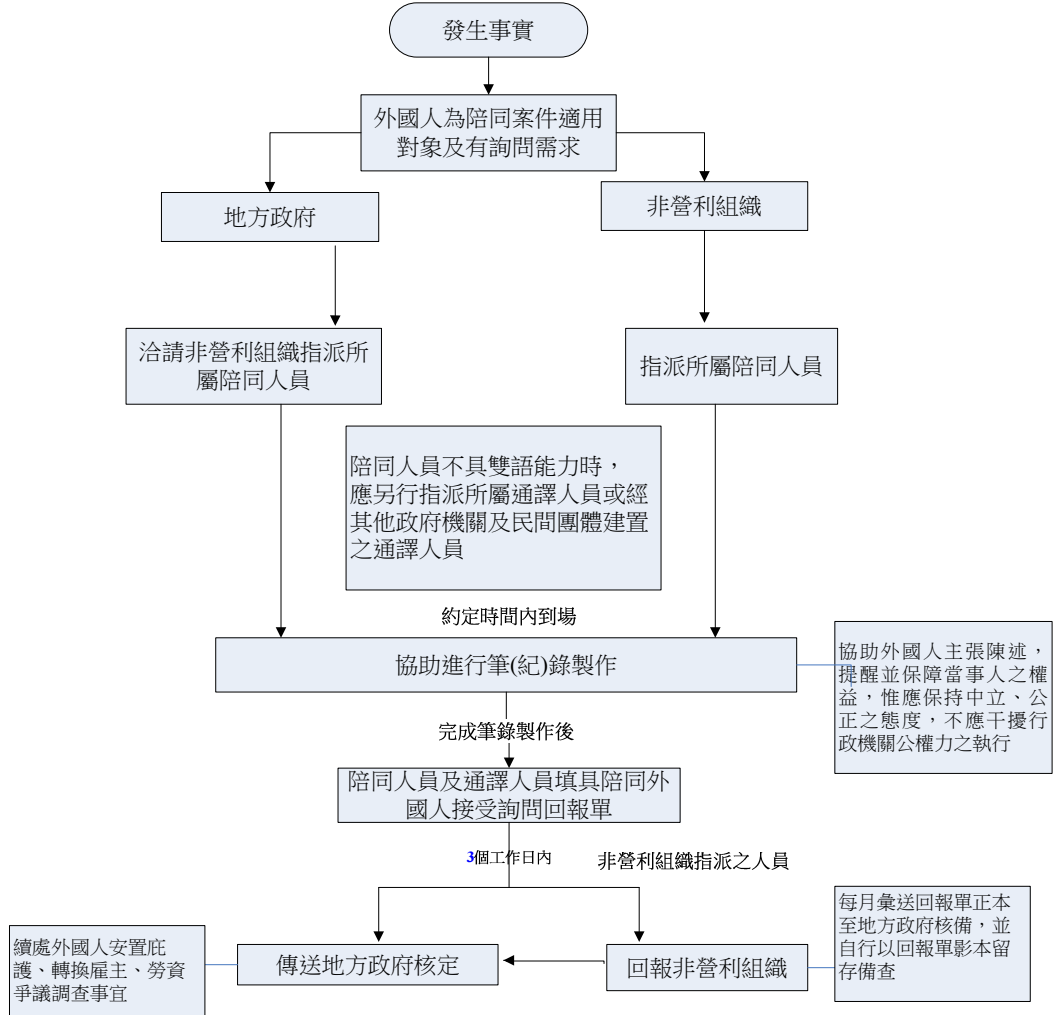 發生事實
外國人為陪同案件適用
對象及有詢問需求
地方政府
非營利組織
洽請非營利組織指派所
屬陪同人員
指派所屬陪同人員
陪同人員不具雙語能力時，
應另行指派所屬通譯人員或經
其他政府機關及民間團體建置
之通譯人員
約定時間內到場
協助進行筆(紀)錄製作
協助外國人主張陳述，
提醒並保障當事人之權
益，惟應保持中立、公
正之態度，不應干擾行
政機關公權力之執行
完成筆錄製作後
陪同人員及通譯人員填具陪同外
國人接受詢問回報單
3個工作日內
非營利組織指派之人員
續處外國人安置庇
護、轉換雇主、勞資
爭議調查事宜
傳送地方政府核定
回報非營利組織
每月彙送回報單正本
至地方政府核備，並
自行以回報單影本留
存備查